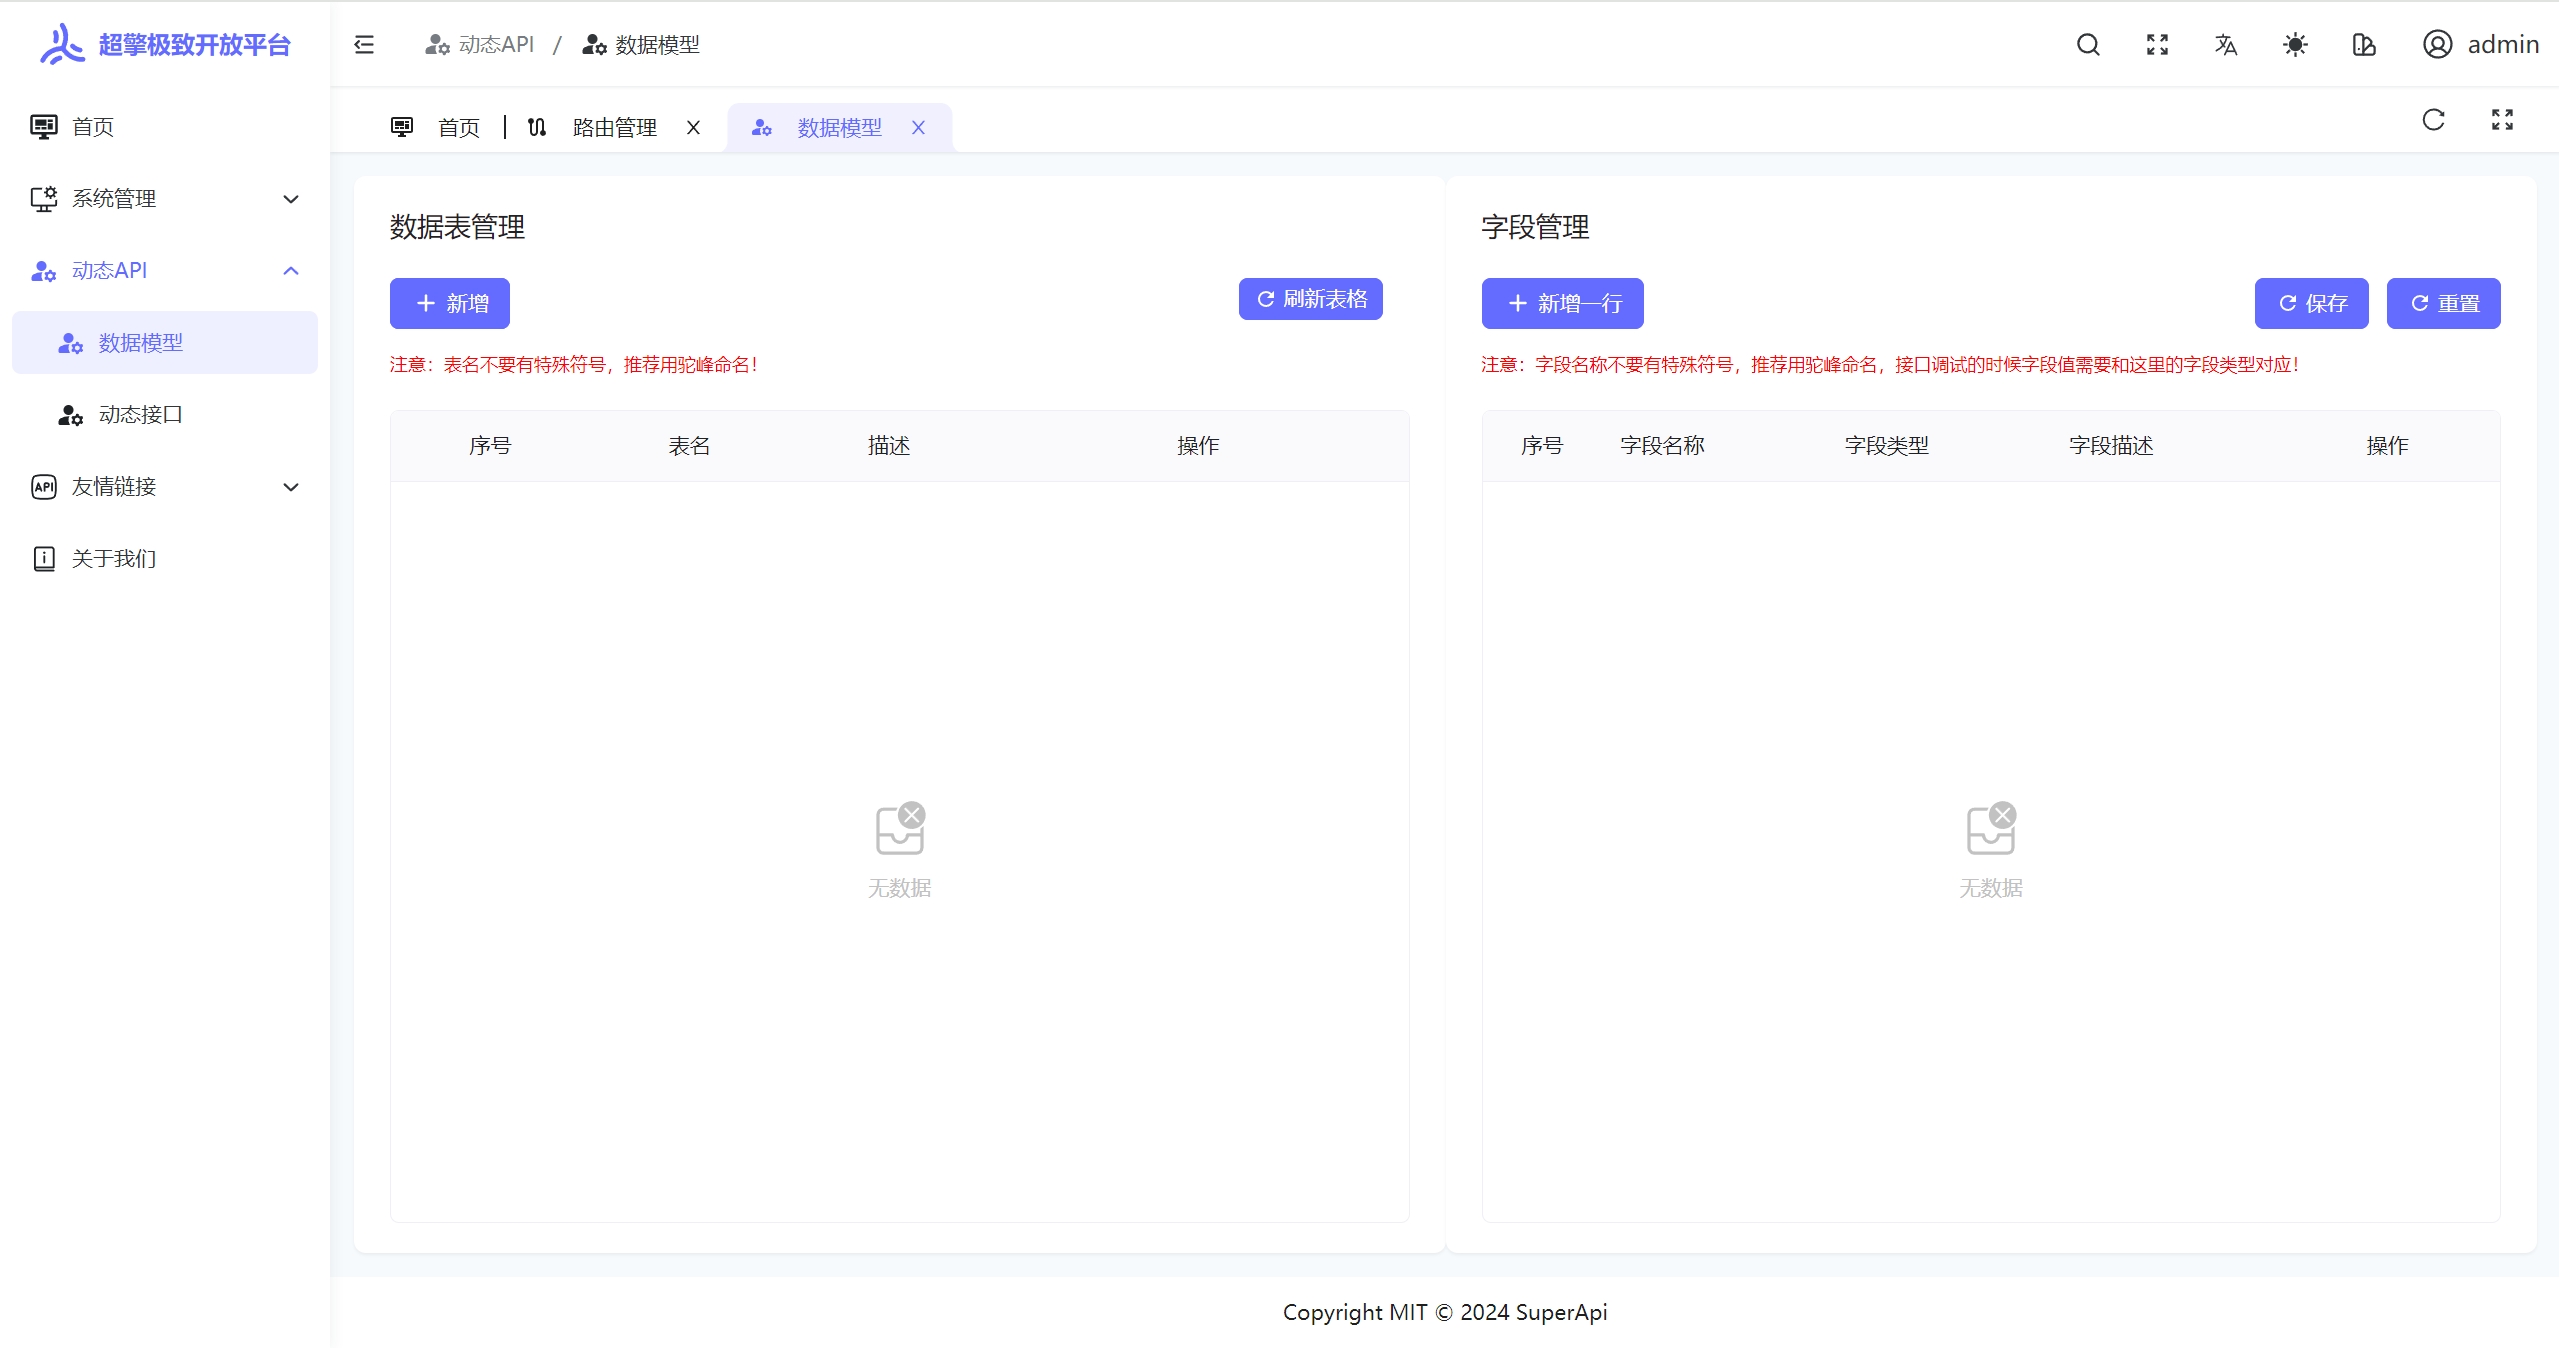 超擎极致开放平台
动态API / 数据模型
admin
首页
系统管理
动态API
数据模型
动态接口
API 友情链接
关于我们
首页 | 路由管理 X 数据模型 X
数据表管理
新增
刷新表格
注意：表名不要有特殊符号，推荐用驼峰命名！
序号 表名 描述 操作
无数据
字段管理
新增一行
保存
重置
注意：字段名称不要有特殊符号，推荐用驼峰命名，接口调试的时候字段值需要和这里的字段类型对应！
序号 字段名称 字段类型 字段描述 操作
无数据
Copyright MIT © 2024 SuperApi